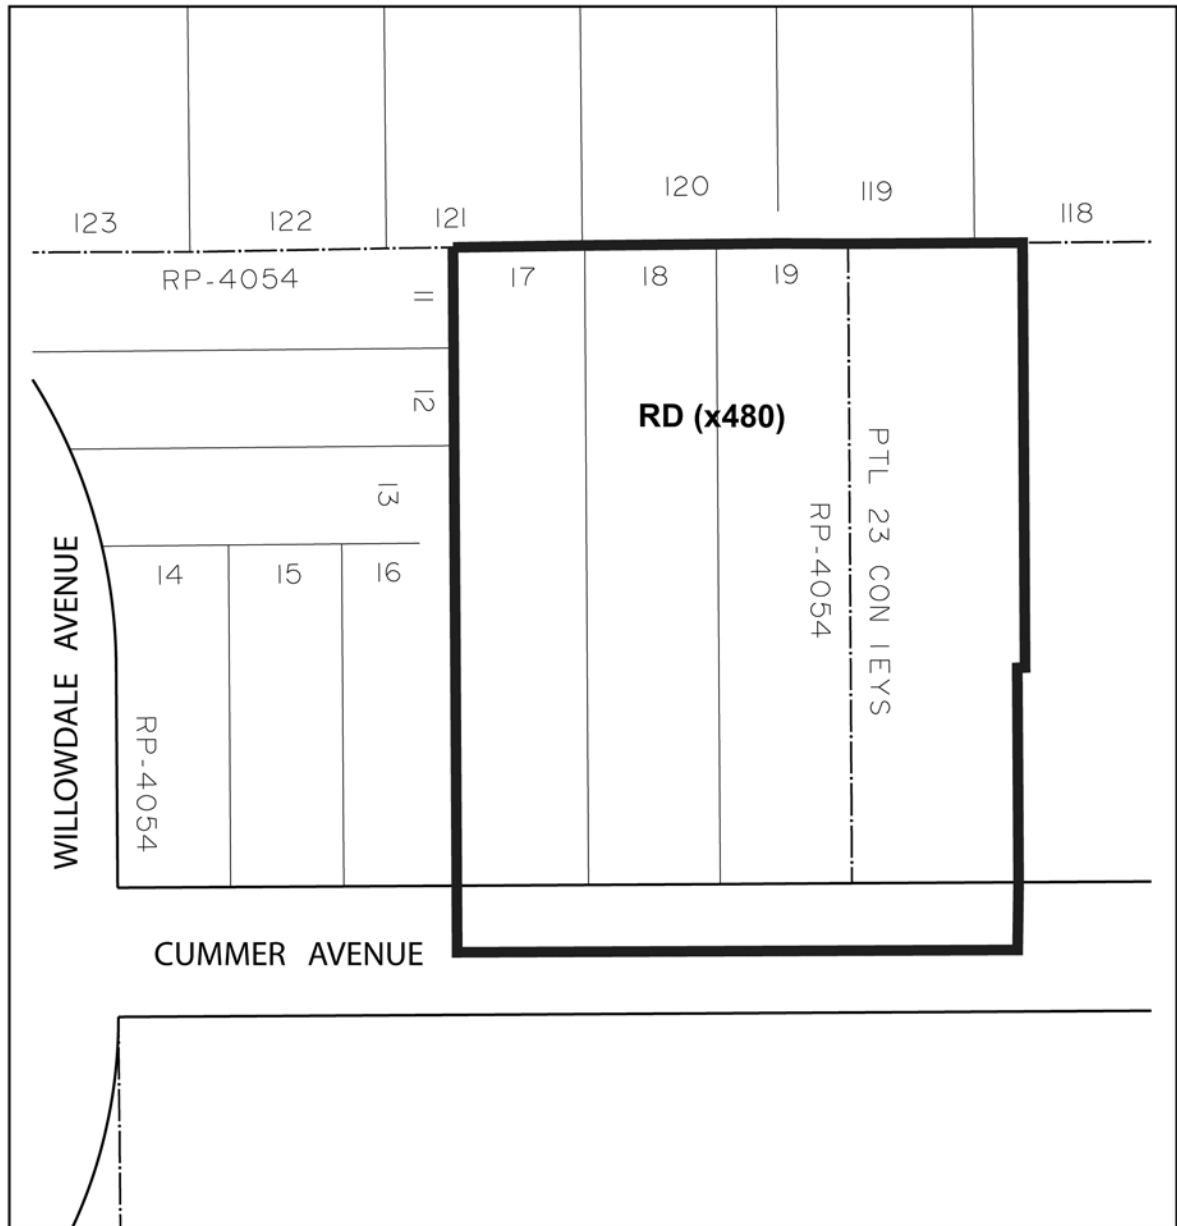 120
119
118
123
122
121
RP-4054
11
17
18
19
12
RD (x480)
PTL 23 CON 1EYS
13
RP-4054
14
15
16
WILLOWDALE AVENUE
RP-4054
CUMMER AVENUE